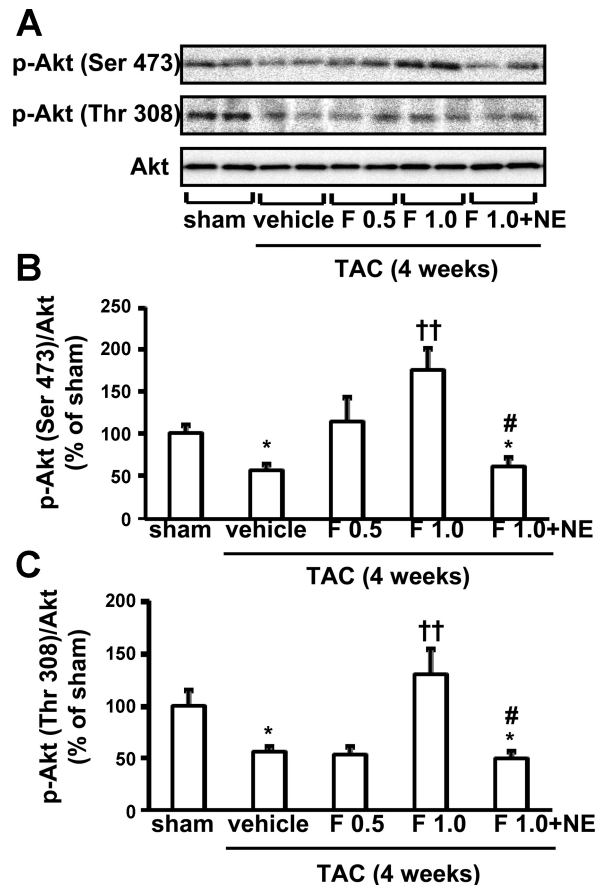 A
p-Akt (Ser 473)
p-Akt (Thr 308)
Akt
sham vehicle F 0.5 F 1.0 F 1.0+NE
TAC (4 weeks)
B
p-Akt (Ser 473)/Akt
(% of sham)
250
200
150
100
50
0
††
*
#
*
sham vehicle F 0.5 F 1.0 F 1.0+NE
TAC (4 weeks)
C
p-Akt (Thr 308)/Akt
(% of sham)
200
150
100
50
0
††
*
#
*
sham vehicle F 0.5 F 1.0 F 1.0+NE
TAC (4 weeks)